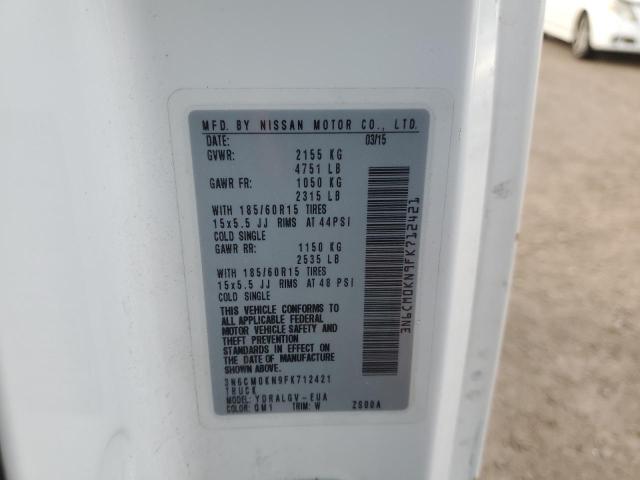 MFD. BY NISSAN MOTOR CO., LTD.
DATE: 03/15
GVWR: 2155 KG
4751 LB
GAWR FR: 1050 KG
2315 LB
WITH 185/60R15 TIRES
15x5.5 JJ RIMS AT 44PSI
COLD SINGLE
GAWR RR: 1150 KG
2535 LB
WITH 185/60R15 TIRES
15x5.5 JJ RIMS AT 48 PSI
COLD SINGLE
THIS VEHICLE CONFORMS TO
ALL APPLICABLE FEDERAL
MOTOR VEHICLE SAFETY AND
THEFT PREVENTION
STANDARDS IN EFFECT ON
THE DATE OF MANUFACTURE
SHOWN ABOVE.
3N6CM0KN9FK712421
TRUCK
MODEL: YDRALGV-EUA
COLOR: QM1 TRIM: W ZS00A
3N6CM0KN9FK712421